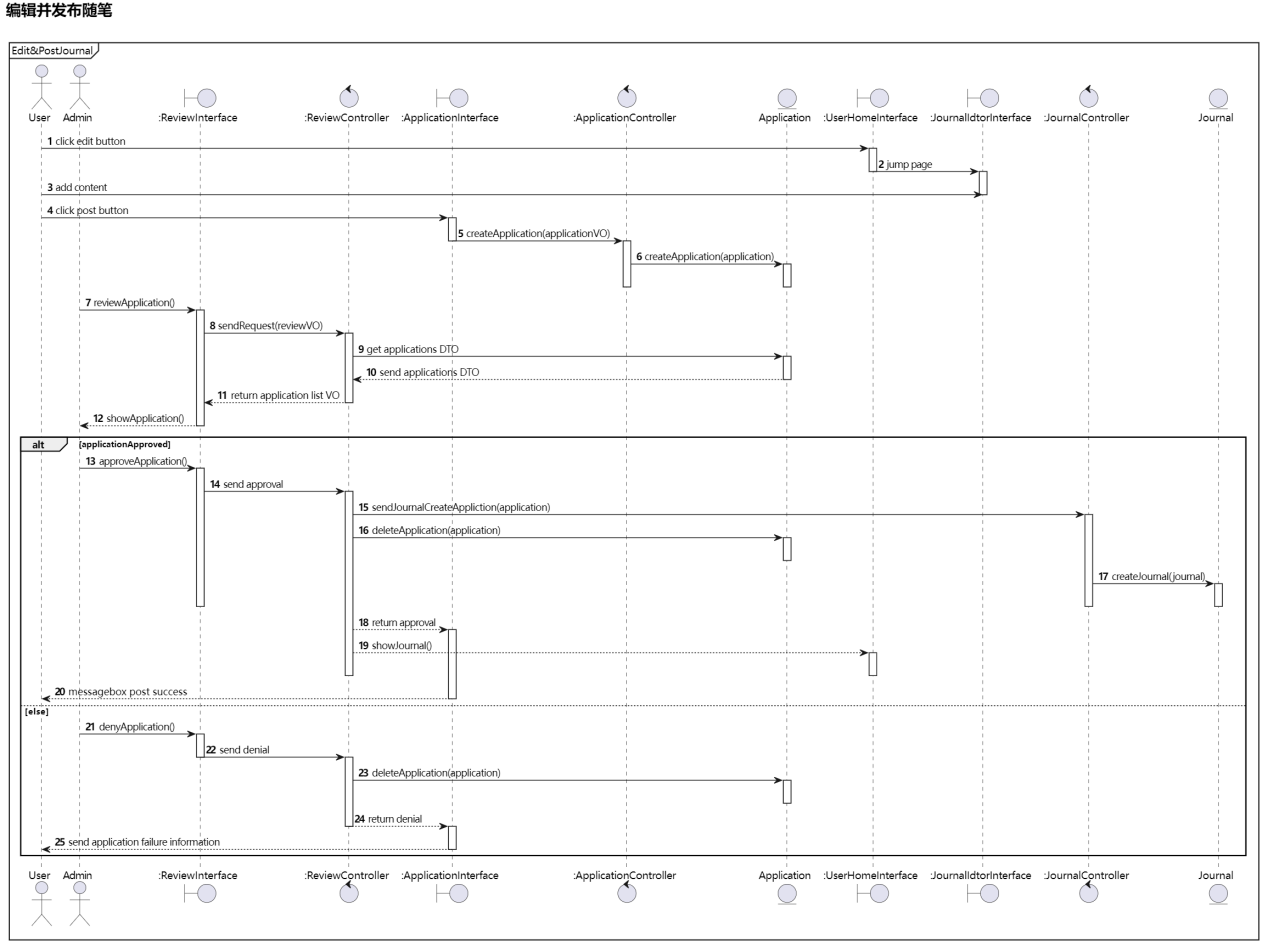 编辑并发布随笔
Edit&PostJournal
User Admin :ReviewInterface :ReviewController :ApplicationInterface :ApplicationController Application :UserHomeInterface :JournalIdtorInterface :JournalController Journal
1 click edit button
2 jump page
3 add content
4 click post button
5 createApplication(applicationVO)
6 createApplication(application)
7 reviewApplication()
8 sendRequest(reviewVO)
9 get applications DTO
10 send applications DTO
11 return application list VO
12 showApplication()
alt [applicationApproved]
13 approveApplication()
14 send approval
15 sendJournalCreateAppliction(application)
16 deleteApplication(application)
17 createJournal(journal)
18 return approval
19 showJournal()
20 messagebox post success
[else]
21 denyApplication()
22 send denial
23 deleteApplication(application)
24 return denial
25 send application failure information
User Admin :ReviewInterface :ReviewController :ApplicationInterface :ApplicationController Application :UserHomeInterface :JournalIdtorInterface :JournalController Journal